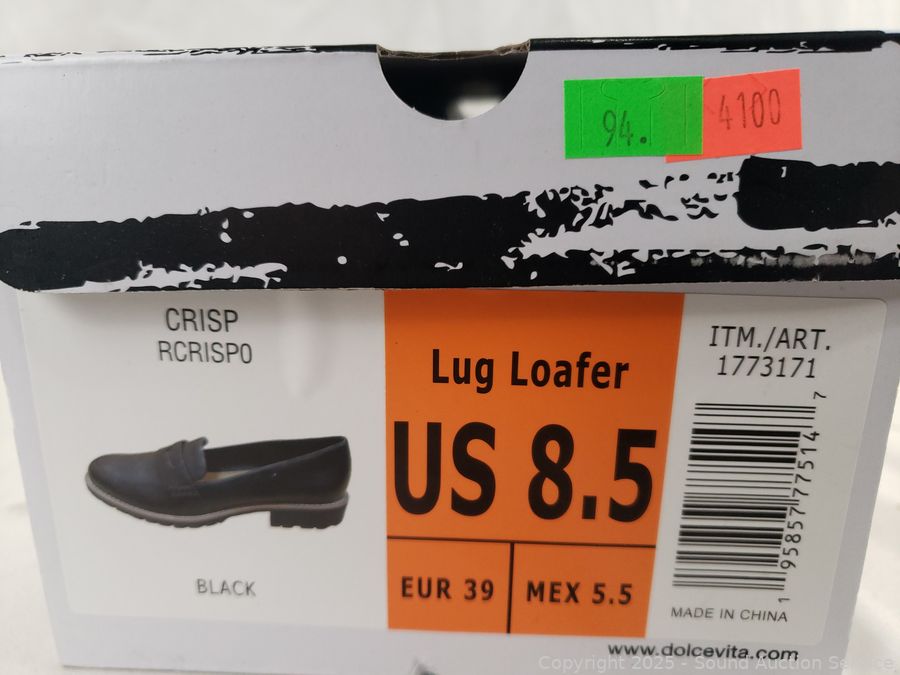 94.
4100
CRISP
RCRISP0
BLACK
Lug Loafer
US 8.5
EUR 39
MEX 5.5
ITM./ART.
1773171
1 95857 77514 7
MADE IN CHINA
www.dolcevita.com
Copyright 2025 - Sound Auction Service